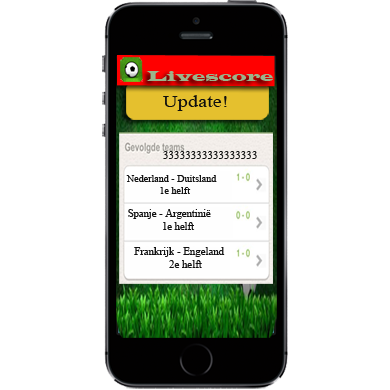 Livescore
Update!
Gevolgde teams
33333333333333333
Nederland - Duitsland 1 - 0
1e helft
Spanje - Argentinië 0 - 0
1e helft
Frankrijk - Engeland 1 - 0
2e helft